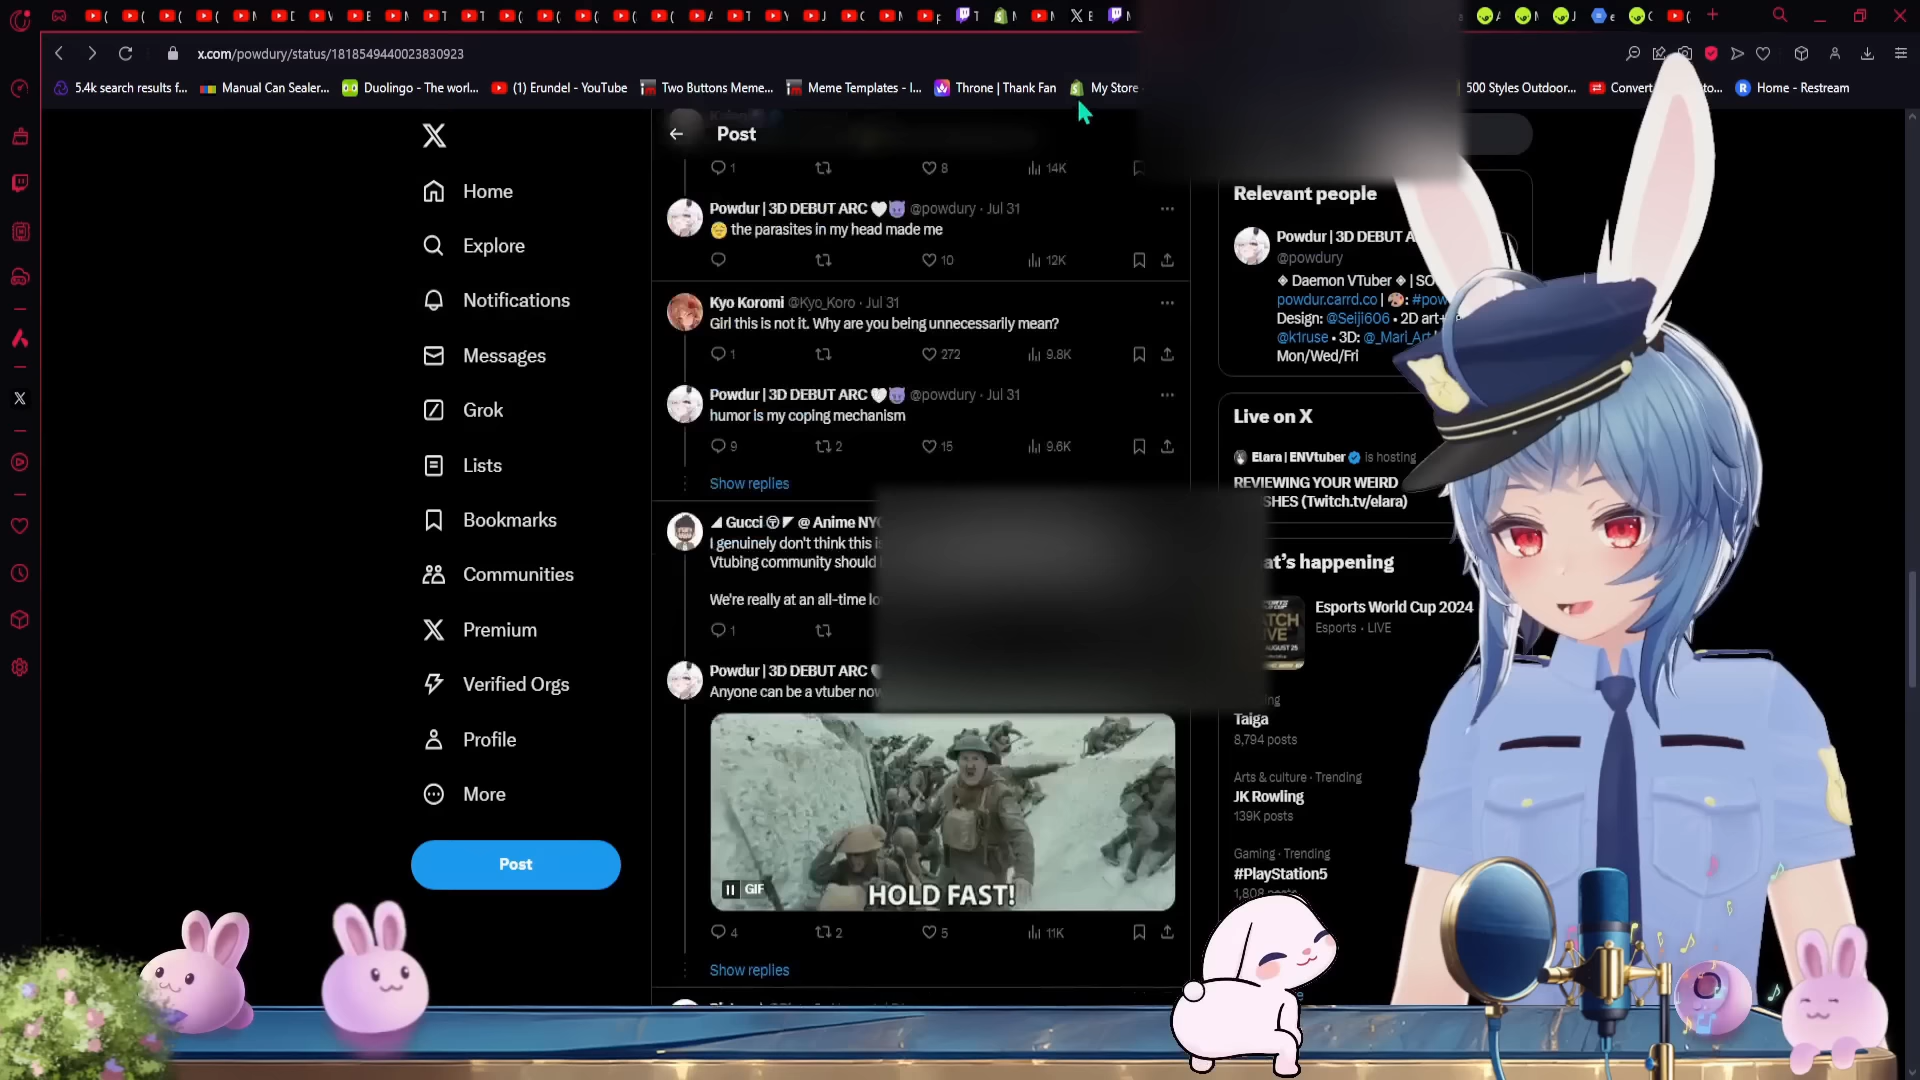 x.com/powdury/status/1818549440023830923
5.4k search results f...
Manual Can Sealer...
Duolingo - The worl...
(1) Erundel - YouTube
Two Buttons Meme...
Meme Templates - I...
Throne | Thank Fan
My Store
500 Styles Outdoor...
Convert
to...
Home - Restream
Home
Explore
Notifications
Messages
Grok
Lists
Bookmarks
Communities
Premium
Verified Orgs
Profile
More
Post
Post
1
8
14K
Powdur | 3D DEBUT ARC 🤍😈 @powdury · Jul 31
😔 the parasites in my head made me
10
12K
Kyo Koromi @Kyo_Koro · Jul 31
Girl this is not it. Why are you being unnecessarily mean?
1
272
9.8K
Powdur | 3D DEBUT ARC 🤍😈 @powdury · Jul 31
humor is my coping mechanism
9
2
15
9.6K
Show replies
Gucci @ Anime NYC
I genuinely don't think this is
Vtubing community should
We're really at an all-time lo
1
Powdur | 3D DEBUT ARC
Anyone can be a vtuber now
GIF
HOLD FAST!
4
2
5
11K
Show replies
Relevant people
Powdur | 3D DEBUT A
@powdury
◈ Daemon VTuber ◈ | SO
powdur.carrd.co | 🎨: #pow
Design: @Seiji606 • 2D art+
@k1ruse • 3D: @_Mari_Art
Mon/Wed/Fri
Live on X
Elara | ENVtuber is hosting
REVIEWING YOUR WEIRD
SHES (Twitch.tv/elara)
at's happening
Esports World Cup 2024
Esports · LIVE
Taiga
8,794 posts
Arts & culture · Trending
JK Rowling
139K posts
Gaming · Trending
#PlayStation5
1,808 posts